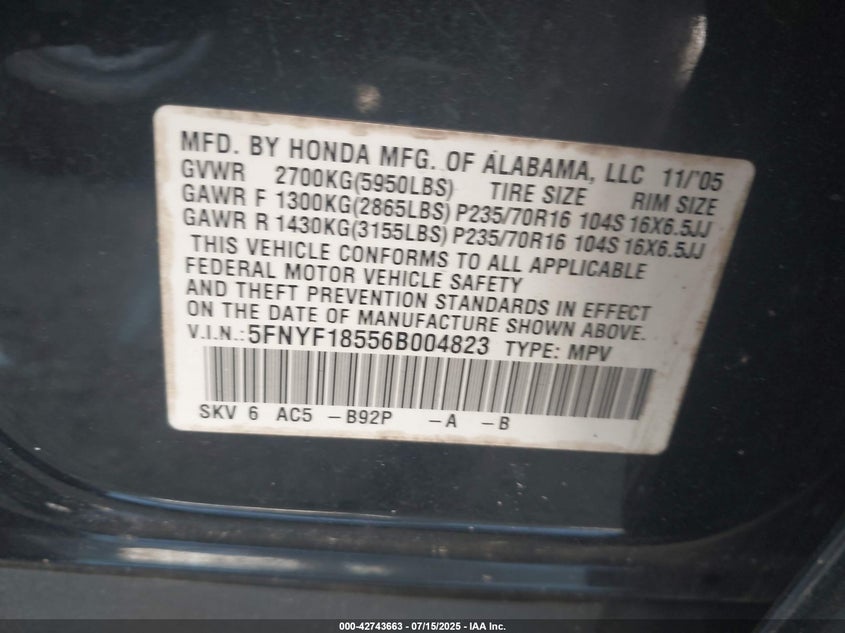 MFD. BY HONDA MFG. OF ALABAMA, LLC 11/'05
GVWR 2700KG(5950LBS) TIRE SIZE RIM SIZE
GAWR F 1300KG(2865LBS) P235/70R16 104S 16X6.5JJ
GAWR R 1430KG(3155LBS) P235/70R16 104S 16X6.5JJ
THIS VEHICLE CONFORMS TO ALL APPLICABLE
FEDERAL MOTOR VEHICLE SAFETY
AND THEFT PREVENTION STANDARDS IN EFFECT
ON THE DATE OF MANUFACTURE SHOWN ABOVE.
V.I.N.:5FNYF18556B004823 TYPE: MPV
SKV 6 AC5 -B92P -A -B
000-42743663 | 07/15/2025 | IAA Inc.